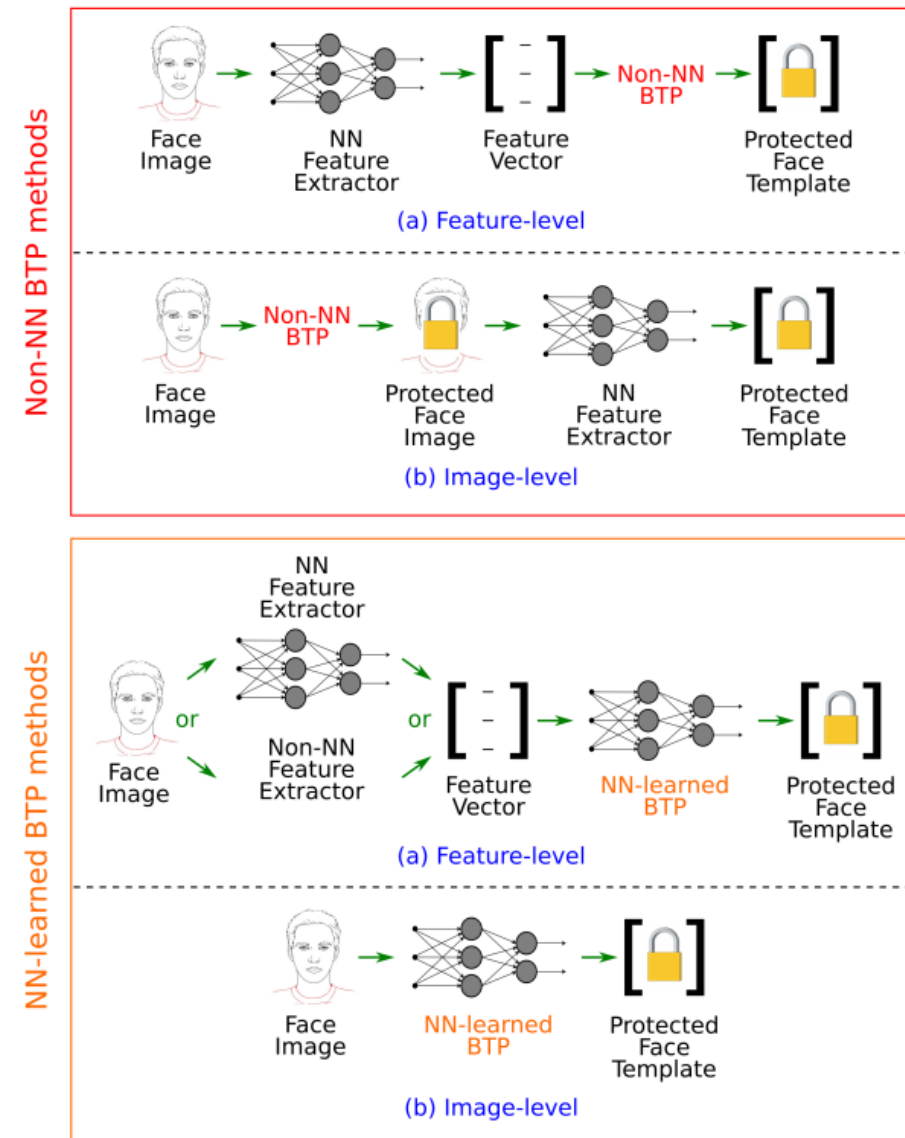 Non-NN BTP methods
Face
Image
NN
Feature
Extractor
Feature
Vector
Non-NN
BTP
Protected
Face
Template
(a) Feature-level
Face
Image
Non-NN
BTP
Protected
Face
Image
NN
Feature
Extractor
Protected
Face
Template
(b) Image-level
NN-learned BTP methods
Face
Image
or
NN
Feature
Extractor
Non-NN
Feature
Extractor
or
Feature
Vector
NN-learned
BTP
Protected
Face
Template
(a) Feature-level
Face
Image
NN-learned
BTP
Protected
Face
Template
(b) Image-level